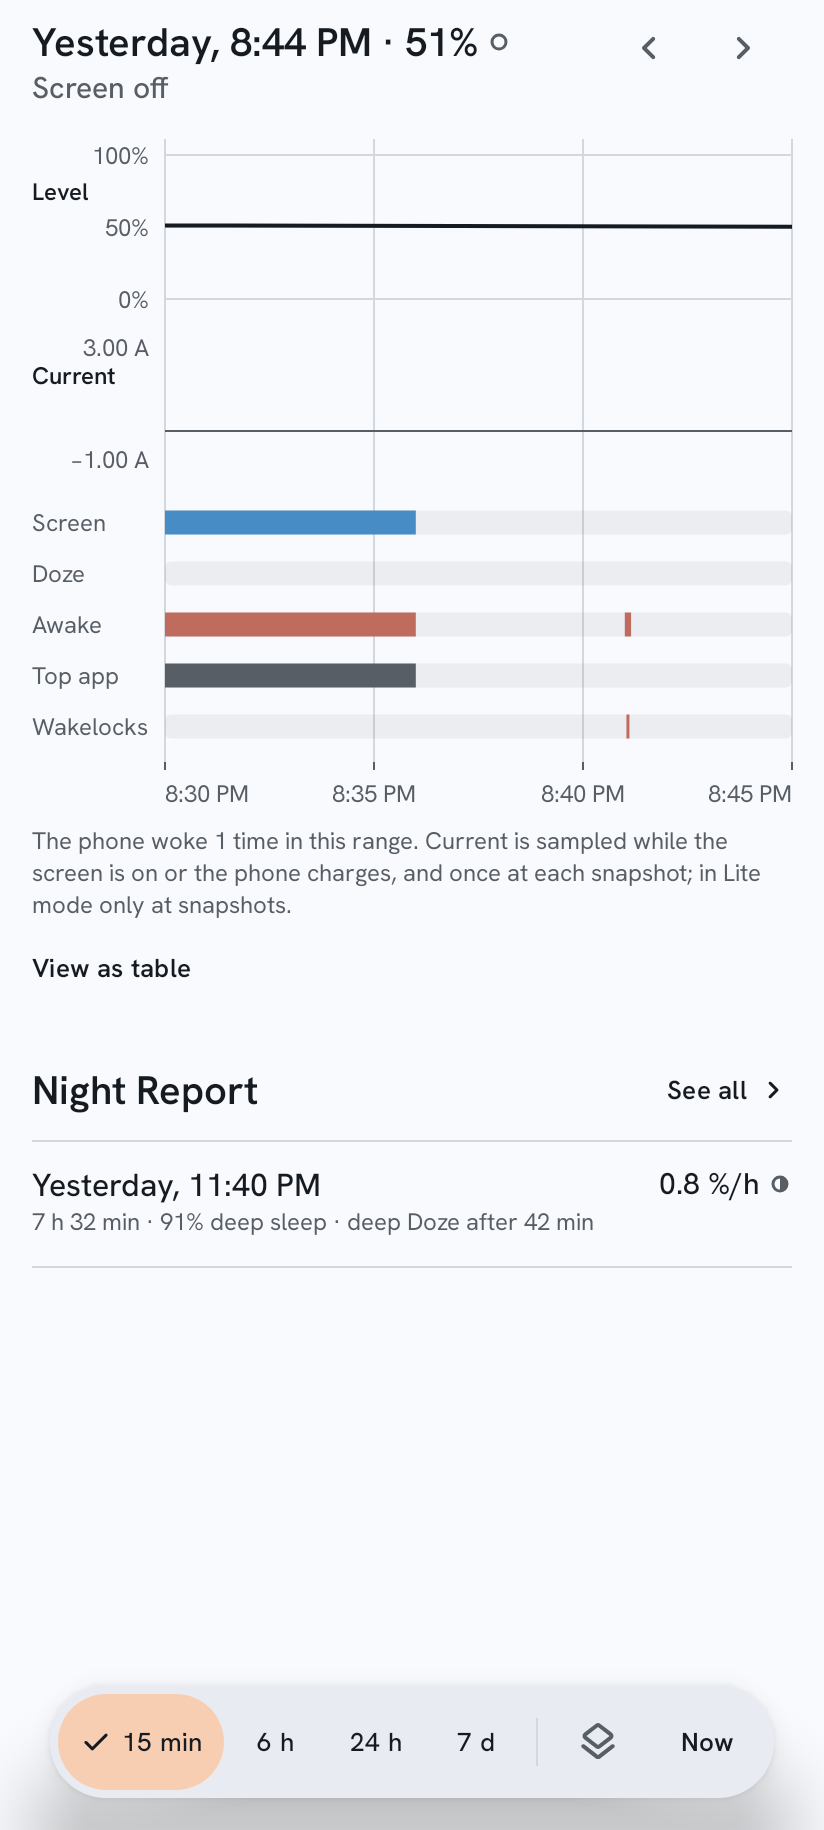 Yesterday, 8:44 PM · 51%
Screen off
100%
Level
50%
0%
3.00 A
Current
−1.00 A
Screen
Doze
Awake
Top app
Wakelocks
8:30 PM 8:35 PM 8:40 PM 8:45 PM
The phone woke 1 time in this range. Current is sampled while the
screen is on or the phone charges, and once at each snapshot; in Lite
mode only at snapshots.
View as table
Night Report See all
Yesterday, 11:40 PM 0.8 %/h
7 h 32 min · 91% deep sleep · deep Doze after 42 min
15 min 6 h 24 h 7 d Now